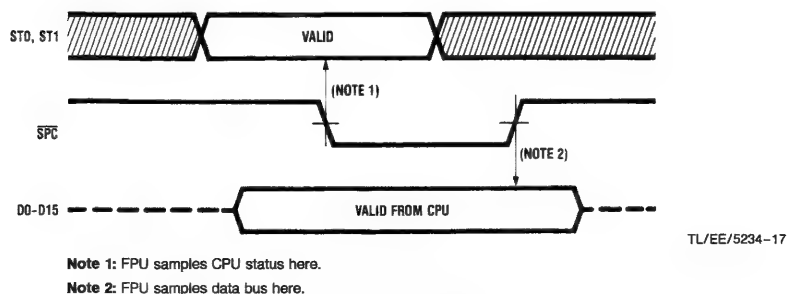 ST0, ST1
VALID
(NOTE 1)
SPC
(NOTE 2)
D0-D15
VALID FROM CPU
TL/EE/5234-17
Note 1: FPU samples CPU status here.
Note 2: FPU samples data bus here.